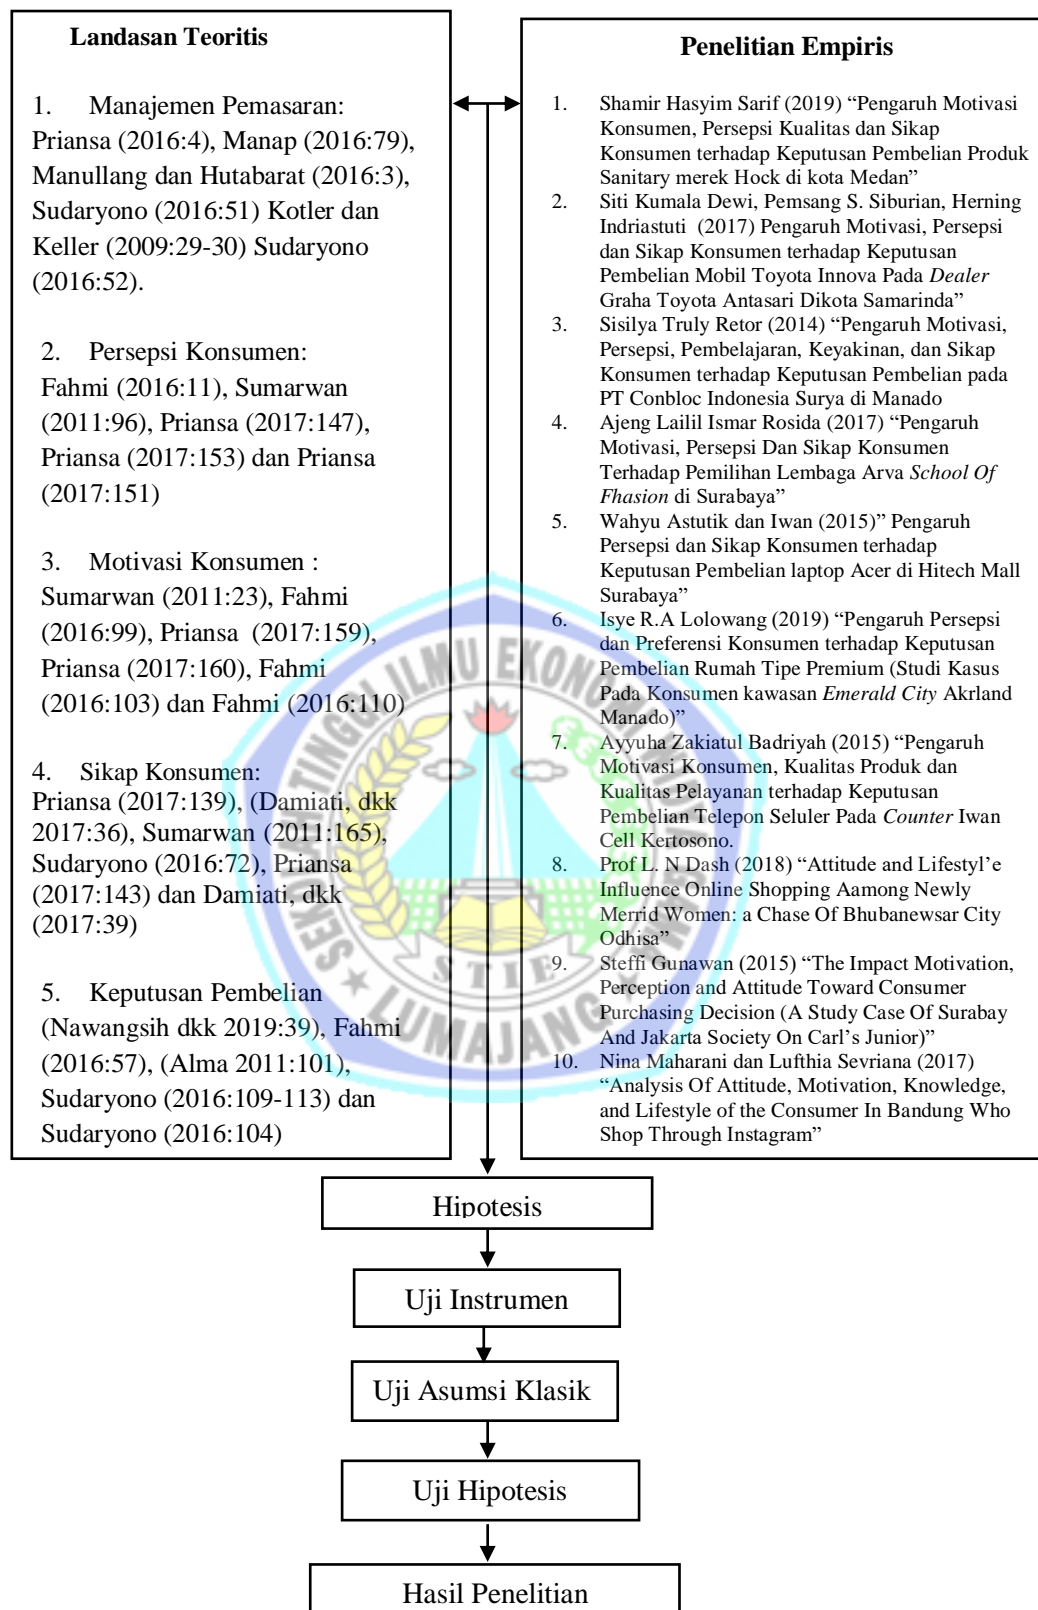 Landasan Teoritis
1. Manajemen Pemasaran:
Priansa (2016:4), Manap (2016:79),
Manullang dan Hutabarat (2016:3),
Sudaryono (2016:51) Kotler dan
Keller (2009:29-30) Sudaryono
(2016:52).
2. Persepsi Konsumen:
Fahmi (2016:11), Sumarwan
(2011:96), Priansa (2017:147),
Priansa (2017:153) dan Priansa
(2017:151)
3. Motivasi Konsumen :
Sumarwan (2011:23), Fahmi
(2016:99), Priansa (2017:159),
Priansa (2017:160), Fahmi
(2016:103) dan Fahmi (2016:110)
4. Sikap Konsumen:
Priansa (2017:139), (Damiati, dkk
2017:36), Sumarwan (2011:165),
Sudaryono (2016:72), Priansa
(2017:143) dan Damiati, dkk
(2017:39)
5. Keputusan Pembelian
(Nawangsih dkk 2019:39), Fahmi
(2016:57), (Alma 2011:101),
Sudaryono (2016:109-113) dan
Sudaryono (2016:104)
Penelitian Empiris
1. Shamir Hasyim Sarif (2019) “Pengaruh Motivasi
Konsumen, Persepsi Kualitas dan Sikap
Konsumen terhadap Keputusan Pembelian Produk
Sanitary merek Hock di kota Medan”
2. Siti Kumala Dewi, Pemsang S. Siburian, Herning
Indriastuti (2017) Pengaruh Motivasi, Persepsi
dan Sikap Konsumen terhadap Keputusan
Pembelian Mobil Toyota Innova Pada Dealer
Graha Toyota Antasari Dikota Samarinda”
3. Sisilya Truly Retor (2014) “Pengaruh Motivasi,
Persepsi, Pembelajaran, Keyakinan, dan Sikap
Konsumen terhadap Keputusan Pembelian pada
PT Conbloc Indonesia Surya di Manado
4. Ajeng Lailil Ismar Rosida (2017) “Pengaruh
Motivasi, Persepsi Dan Sikap Konsumen
Terhadap Pemilihan Lembaga Arva School Of
Fhasion di Surabaya”
5. Wahyu Astutik dan Iwan (2015)” Pengaruh
Persepsi dan Sikap Konsumen terhadap
Keputusan Pembelian laptop Acer di Hitech Mall
Surabaya”
6. Isye R.A Lolowang (2019) “Pengaruh Persepsi
dan Preferensi Konsumen terhadap Keputusan
Pembelian Rumah Tipe Premium (Studi Kasus
Pada Konsumen kawasan Emerald City Akrland
Manado)”
7. Ayyuha Zakiatul Badriyah (2015) “Pengaruh
Motivasi Konsumen, Kualitas Produk dan
Kualitas Pelayanan terhadap Keputusan
Pembelian Telepon Seluler Pada Counter Iwan
Cell Kertosono.
8. Prof L. N Dash (2018) “Attitude and Lifestyl’e
Influence Online Shopping Aamong Newly
Merrid Women: a Chase Of Bhubanewsar City
Odhisa”
9. Steffi Gunawan (2015) “The Impact Motivation,
Perception and Attitude Toward Consumer
Purchasing Decision (A Study Case Of Surabay
And Jakarta Society On Carl’s Junior)”
10. Nina Maharani dan Lufthia Sevriana (2017)
“Analysis Of Attitude, Motivation, Knowledge,
and Lifestyle of the Consumer In Bandung Who
Shop Through Instagram”
SEKOLAH TINGGI ILMU EKONOMI WIDYA GAMA
STIE
LUMAJANG
Hipotesis
Uji Instrumen
Uji Asumsi Klasik
Uji Hipotesis
Hasil Penelitian